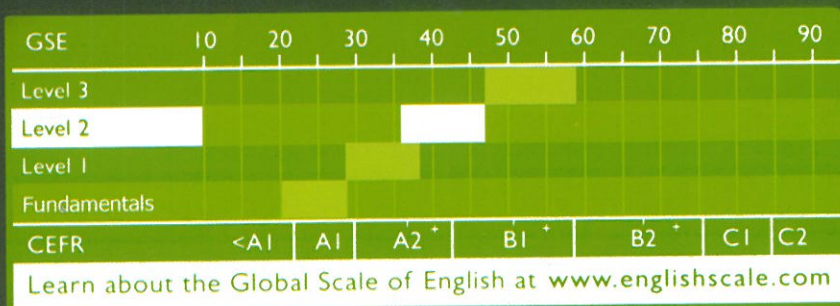 GSE 10 20 30 40 50 60 70 80 90
Level 3
Level 2
Level 1
Fundamentals
CEFR <A1 A1 A2 + B1 + B2 + C1 C2
Learn about the Global Scale of English at www.englishscale.com